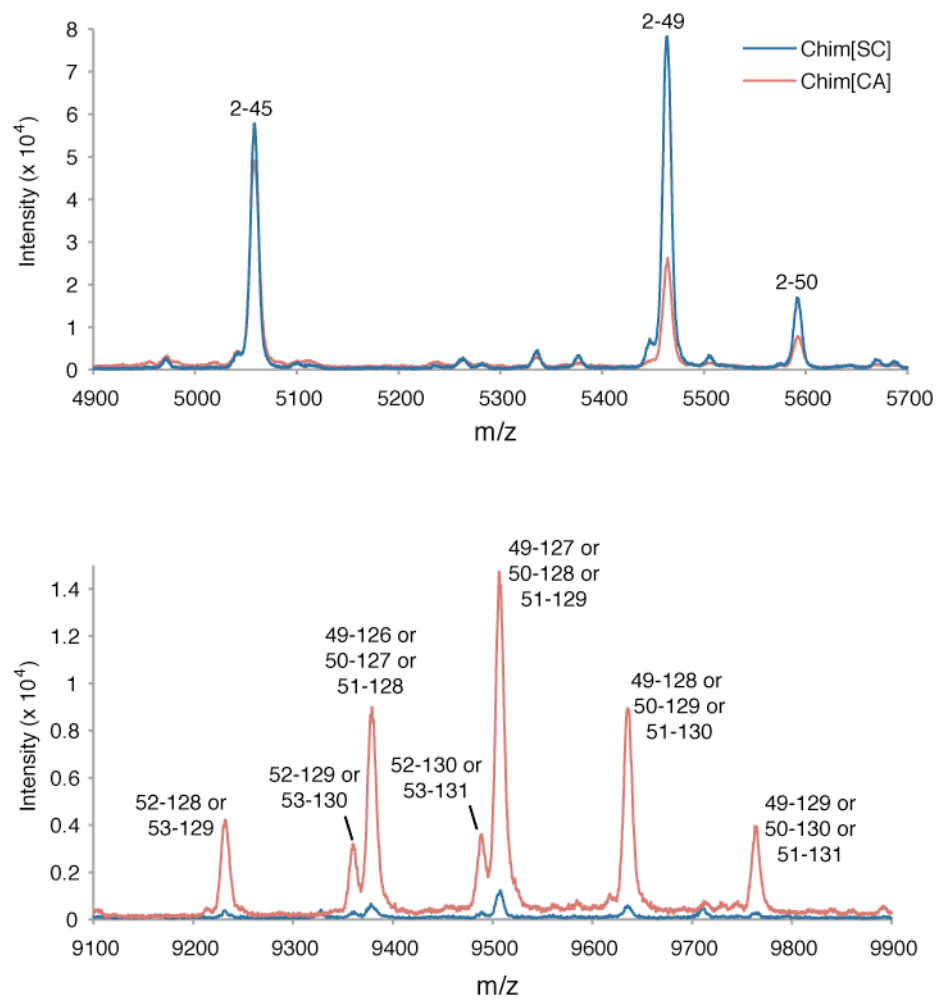 2-49
8
Chim[SC]
7
Chim[CA]
2-45
6
5
4
3
2-50
2
1
0
Intensity (x 10⁴)
4900 5000 5100 5200 5300 5400 5500 5600 5700
m/z
49-127 or
50-128 or
51-129
1.4
49-126 or
50-127 or
51-128
1.2
49-128 or
50-129 or
51-130
1
0.8
52-129 or
53-130
52-130 or
53-131
0.6
52-128 or
53-129
49-129 or
50-130 or
51-131
0.4
0.2
0
Intensity (x 10⁴)
9100 9200 9300 9400 9500 9600 9700 9800 9900
m/z